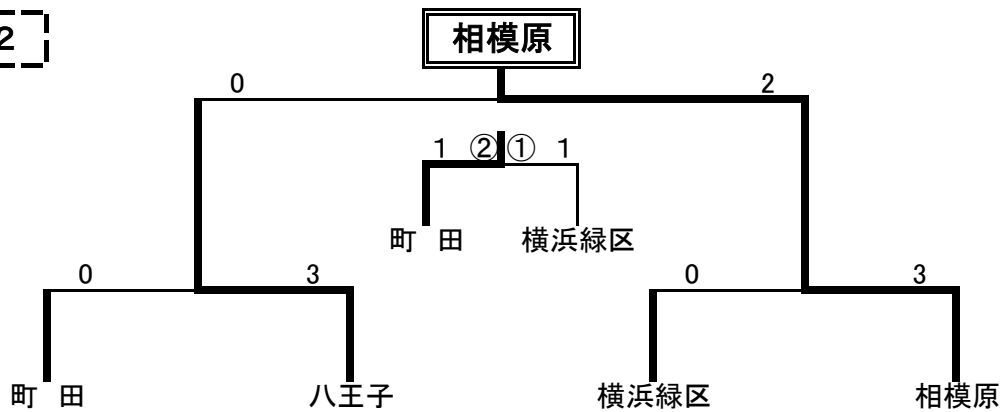 2
相模原
0 2
1 ② ① 1
町 田 横浜緑区
0 3 0 3
町 田 八王子 横浜緑区 相模原